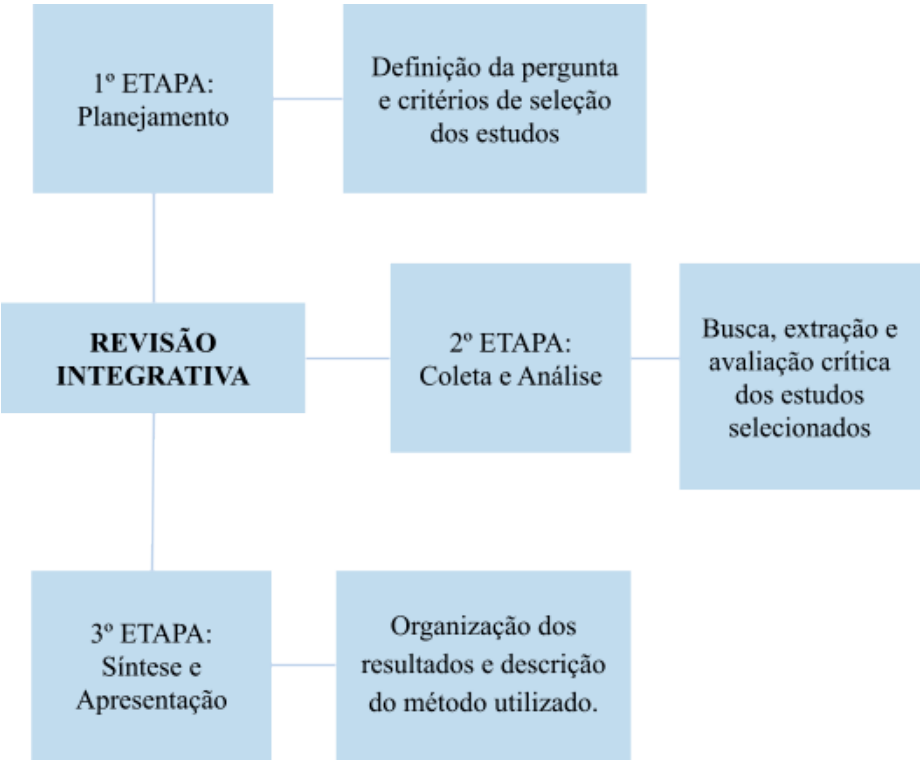 1º ETAPA:
Planejamento
Definição da pergunta
e critérios de seleção
dos estudos
REVISÃO
INTEGRATIVA
2º ETAPA:
Coleta e Análise
Busca, extração e
avaliação crítica
dos estudos
selecionados
3º ETAPA:
Síntese e
Apresentação
Organização dos
resultados e descrição
do método utilizado.